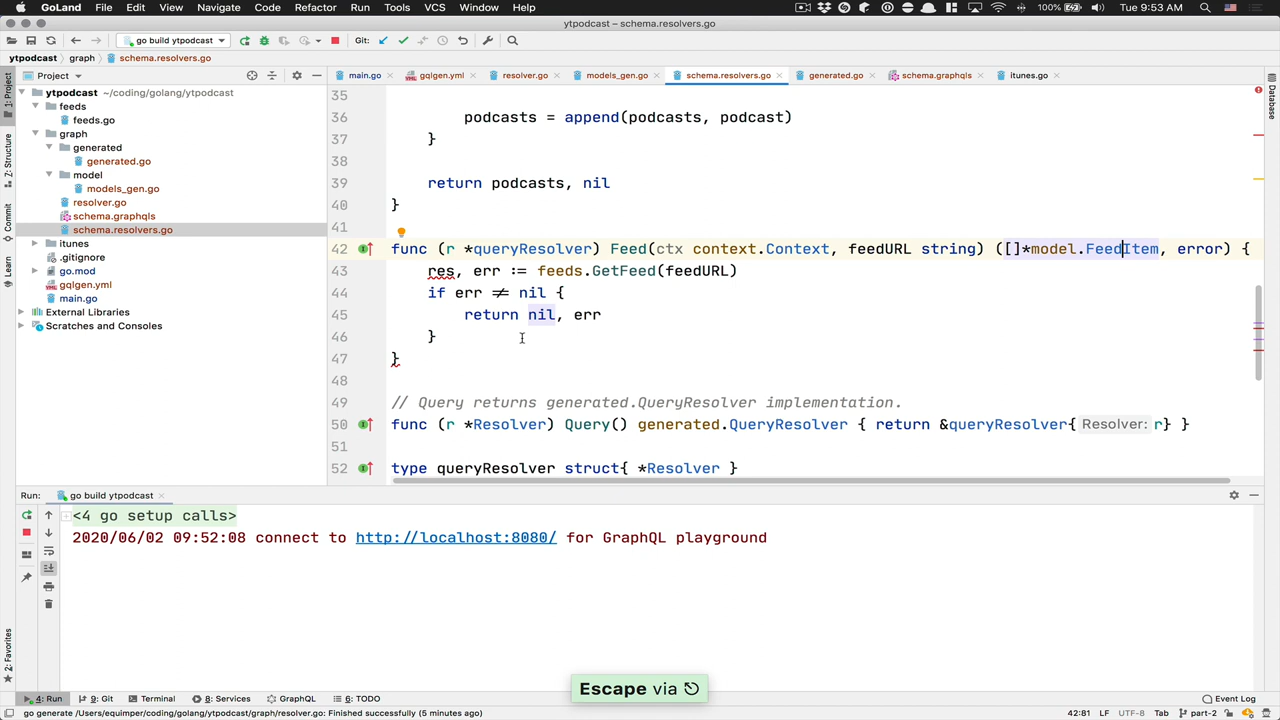 GoLand File Edit View Navigate Code Refactor Run Tools VCS Window Help 100% Tue 9:53 AM
ytpodcast – schema.resolvers.go
go build ytpodcast Git:
ytpodcast graph schema.resolvers.go
Project main.go gqlgen.yml resolver.go models_gen.go schema.resolvers.go generated.go schema.graphqls itunes.go
1: Project
Z: Structure
Commit
Learn
2: Favorites
Database
ytpodcast ~/coding/golang/ytpodcast
feeds
feeds.go
graph
generated
generated.go
model
models_gen.go
resolver.go
schema.graphqls
schema.resolvers.go
itunes
.gitignore
go.mod
gqlgen.yml
main.go
External Libraries
Scratches and Consoles
35
36 podcasts = append(podcasts, podcast)
37 }
38
39 return podcasts, nil
40 }
41
42 func (r *queryResolver) Feed(ctx context.Context, feedURL string) ([]*model.FeedItem, error) {
43 res, err := feeds.GetFeed(feedURL)
44 if err ≠ nil {
45 return nil, err
46 }
47 }
48
49 // Query returns generated.QueryResolver implementation.
50 func (r *Resolver) Query() generated.QueryResolver { return &queryResolver{ Resolver: r} }
51
52 type queryResolver struct{ *Resolver }
Run: go build ytpodcast
<4 go setup calls>
2020/06/02 09:52:08 connect to http://localhost:8080/ for GraphQL playground
Escape via
4: Run 9: Git Terminal 8: Services GraphQL 6: TODO Event Log
go generate /Users/equimper/coding/golang/ytpodcast/graph/resolver.go: Finished successfully (5 minutes ago) 42:81 LF UTF-8 Tab part-2